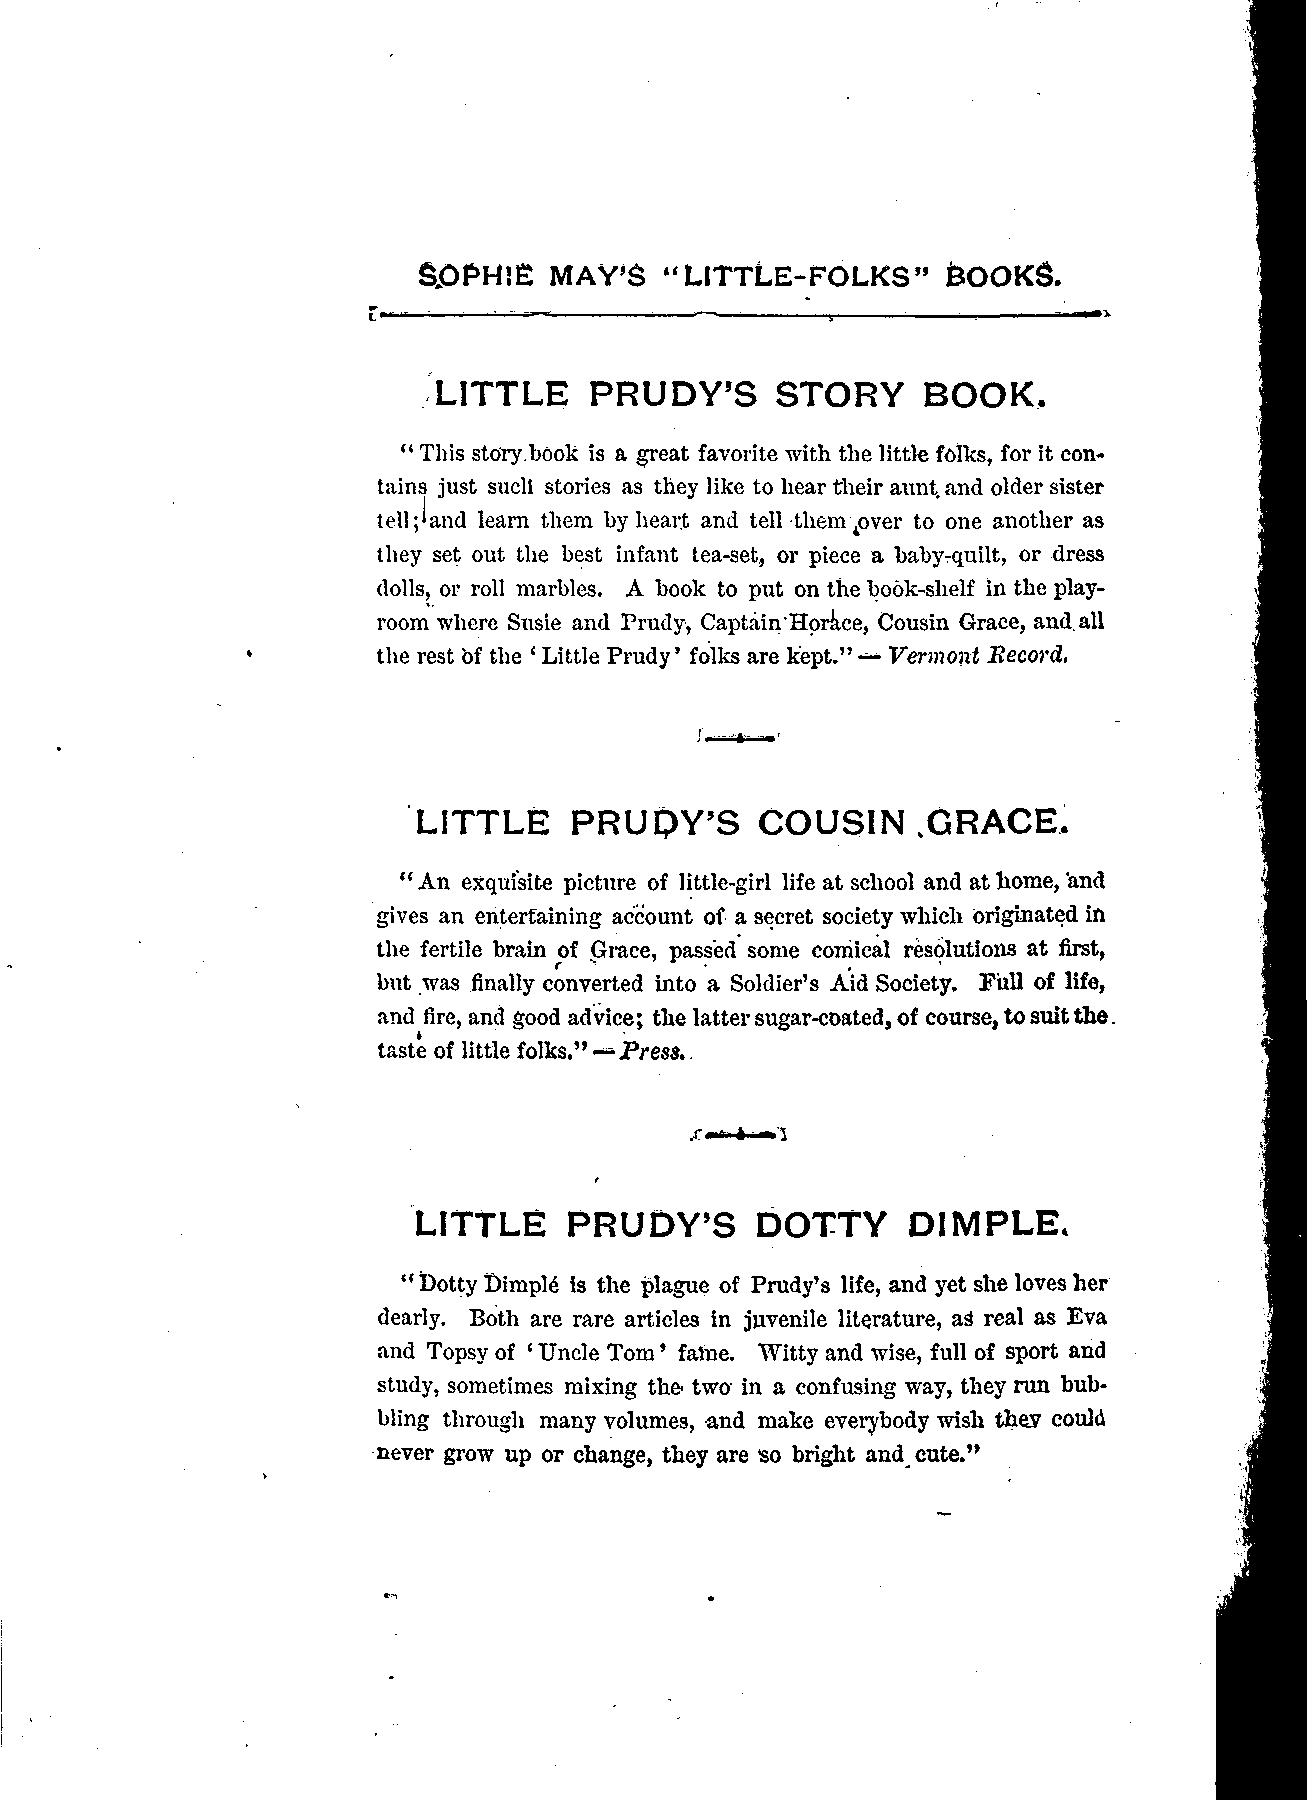 SOPHIE MAY'S "LITTLE-FOLKS" BOOKS.
LITTLE PRUDY'S STORY BOOK.
"This story book is a great favorite with the little folks, for it con-
tains just such stories as they like to hear their aunt and older sister
tell; and learn them by heart and tell them over to one another as
they set out the best infant tea-set, or piece a baby-quilt, or dress
dolls, or roll marbles. A book to put on the book-shelf in the play-
room where Susie and Prudy, Captain Horace, Cousin Grace, and all
the rest of the 'Little Prudy' folks are kept." — Vermont Record.
LITTLE PRUDY'S COUSIN GRACE.
"An exquisite picture of little-girl life at school and at home, and
gives an entertaining account of a secret society which originated in
the fertile brain of Grace, passed some comical resolutions at first,
but was finally converted into a Soldier's Aid Society. Full of life,
and fire, and good advice; the latter sugar-coated, of course, to suit the
taste of little folks." — Press.
LITTLE PRUDY'S DOTTY DIMPLE.
"Dotty Dimple is the plague of Prudy's life, and yet she loves her
dearly. Both are rare articles in juvenile literature, as real as Eva
and Topsy of 'Uncle Tom' fame. Witty and wise, full of sport and
study, sometimes mixing the two in a confusing way, they run bub-
bling through many volumes, and make everybody wish they could
never grow up or change, they are so bright and cute."